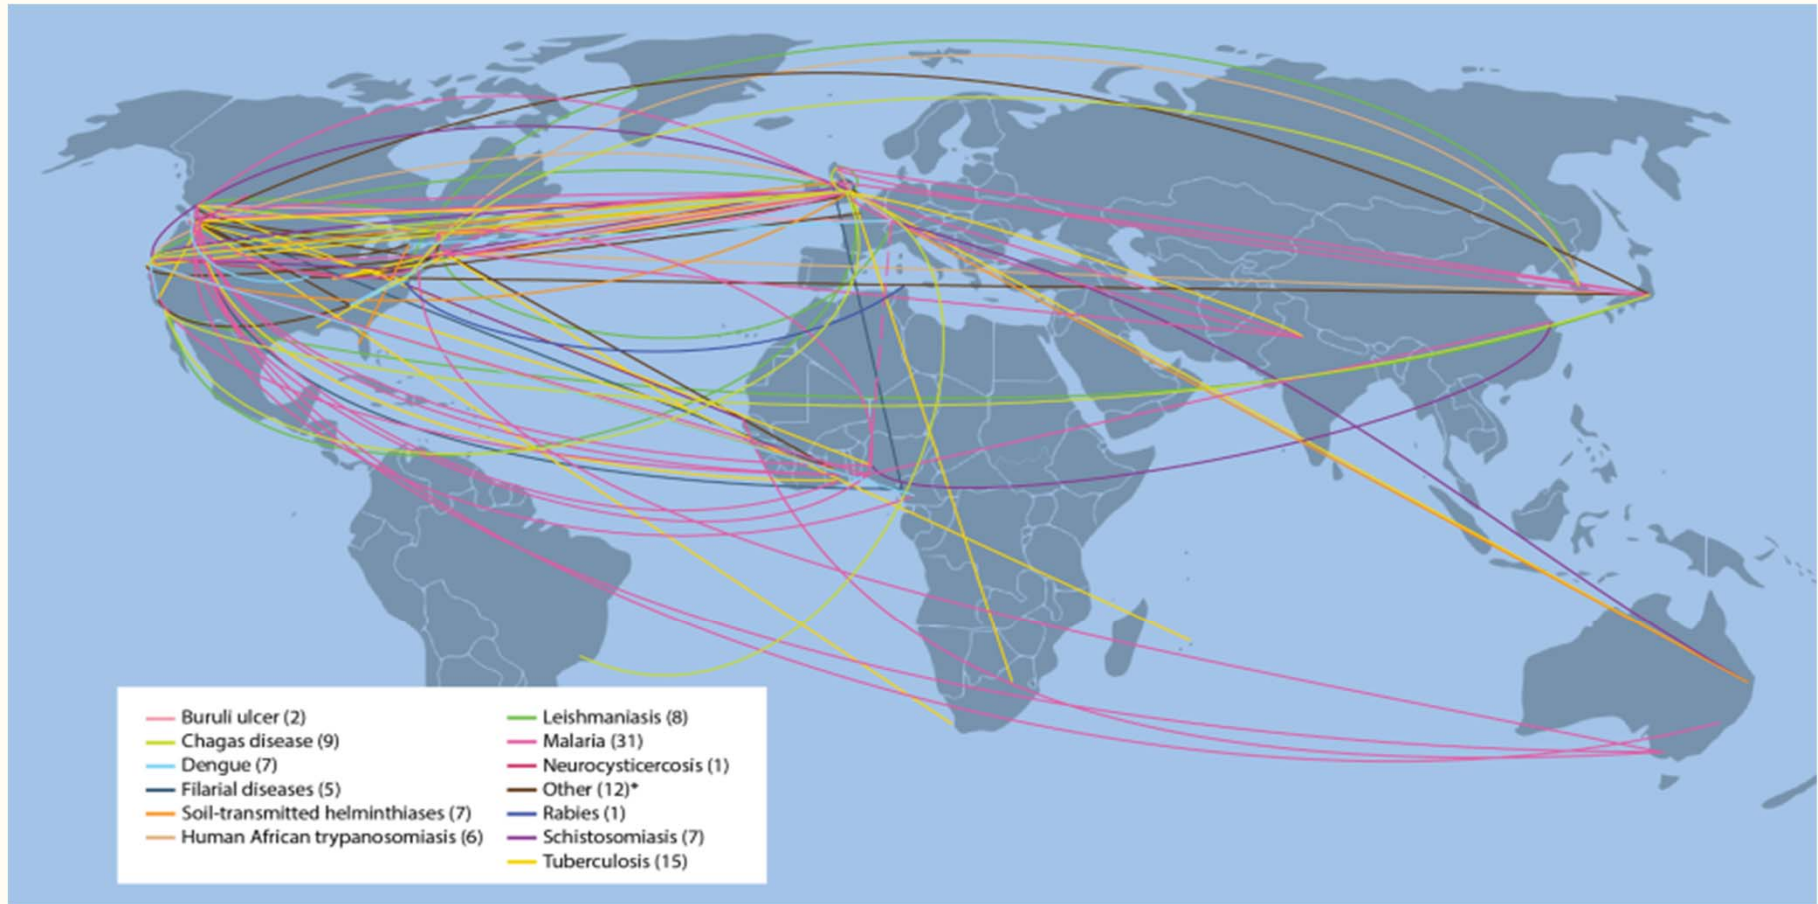 Buruli ulcer (2)
Chagas disease (9)
Dengue (7)
Filarial diseases (5)
Soil-transmitted helminthiases (7)
Human African trypanosomiasis (6)
Leishmaniasis (8)
Malaria (31)
Neurocysticercosis (1)
Other (12)*
Rabies (1)
Schistosomiasis (7)
Tuberculosis (15)